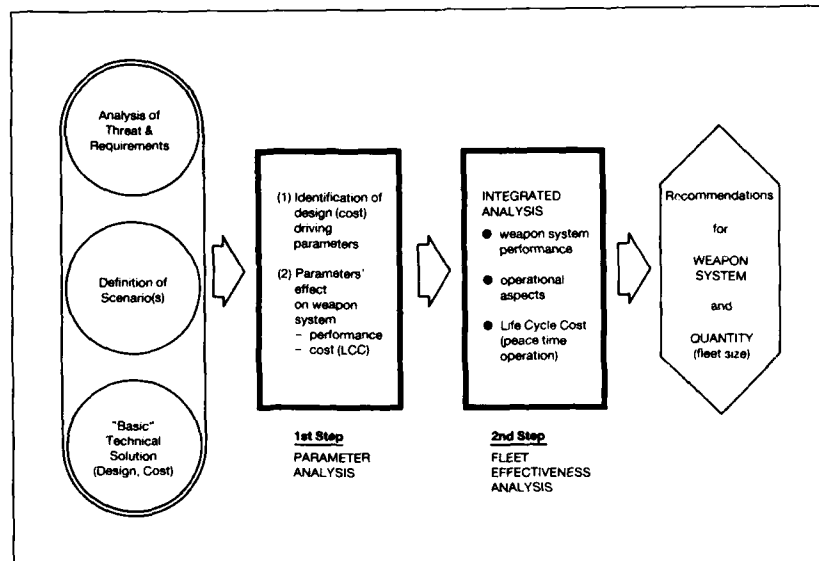 Analysis of
Threat &
Requirements
Definition of
Scenario(s)
"Basic"
Technical
Solution
(Design, Cost)
(1) Identification of
design (cost)
driving
parameters
(2) Parameters'
effect
on weapon
system
– performance
– cost (LCC)
1st Step
PARAMETER
ANALYSIS
INTEGRATED
ANALYSIS
● weapon system
performance
● operational
aspects
● Life Cycle Cost
(peace time
operation)
2nd Step
FLEET
EFFECTIVENESS
ANALYSIS
Recommendations
for
WEAPON
SYSTEM
and
QUANTITY
(fleet size)